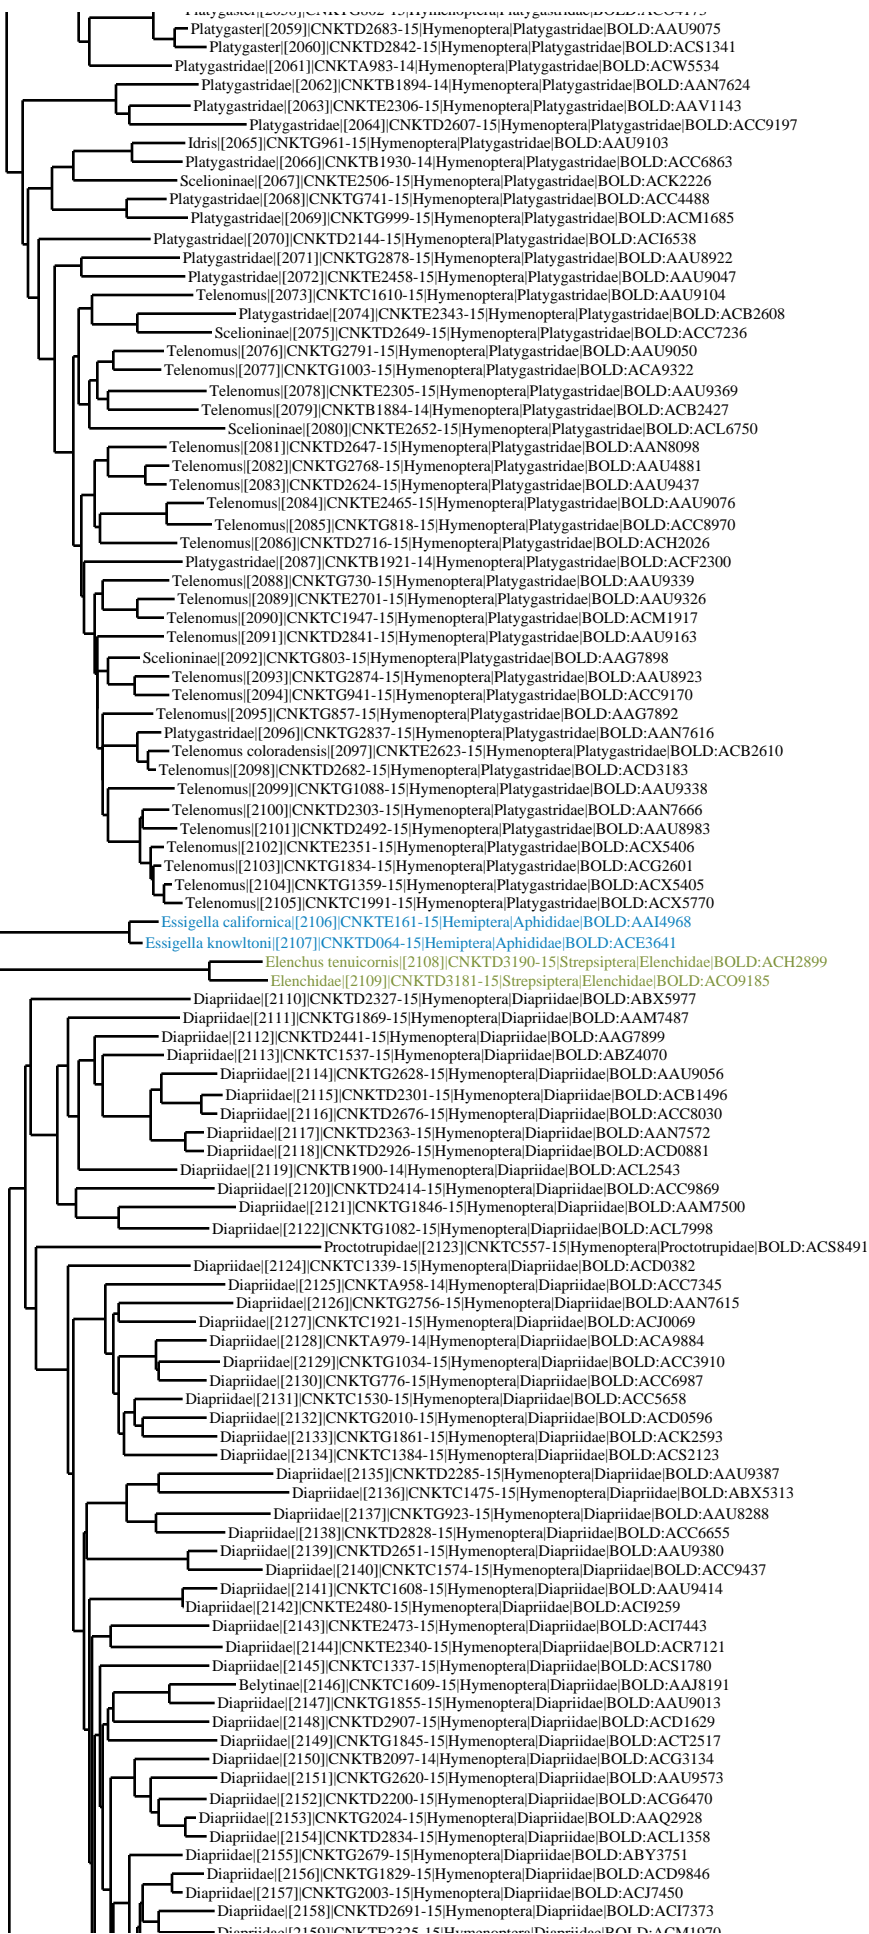 Platygaster|[2059]|CNKTD2683-15|Hymenoptera|Platygastridae|BOLD:AAU9075
Platygaster|[2060]|CNKTD2842-15|Hymenoptera|Platygastridae|BOLD:ACS1341
Platygastridae|[2061]|CNKTA983-14|Hymenoptera|Platygastridae|BOLD:ACW5534
Platygastridae|[2062]|CNKTB1894-14|Hymenoptera|Platygastridae|BOLD:AAN7624
Platygastridae|[2063]|CNKTE2306-15|Hymenoptera|Platygastridae|BOLD:AAV1143
Platygastridae|[2064]|CNKTD2607-15|Hymenoptera|Platygastridae|BOLD:ACC9197
Idris|[2065]|CNKTG961-15|Hymenoptera|Platygastridae|BOLD:AAU9103
Platygastridae|[2066]|CNKTB1930-14|Hymenoptera|Platygastridae|BOLD:ACC6863
Scelioninae|[2067]|CNKTE2506-15|Hymenoptera|Platygastridae|BOLD:ACK2226
Platygastridae|[2068]|CNKTG741-15|Hymenoptera|Platygastridae|BOLD:ACC4488
Platygastridae|[2069]|CNKTG999-15|Hymenoptera|Platygastridae|BOLD:ACM1685
Platygastridae|[2070]|CNKTD2144-15|Hymenoptera|Platygastridae|BOLD:ACI6538
Platygastridae|[2071]|CNKTG2878-15|Hymenoptera|Platygastridae|BOLD:AAU8922
Platygastridae|[2072]|CNKTE2458-15|Hymenoptera|Platygastridae|BOLD:AAU9047
Telenomus|[2073]|CNKTC1610-15|Hymenoptera|Platygastridae|BOLD:AAU9104
Platygastridae|[2074]|CNKTE2343-15|Hymenoptera|Platygastridae|BOLD:ACB2608
Scelioninae|[2075]|CNKTD2649-15|Hymenoptera|Platygastridae|BOLD:ACC7236
Telenomus|[2076]|CNKTG2791-15|Hymenoptera|Platygastridae|BOLD:AAU9050
Telenomus|[2077]|CNKTG1003-15|Hymenoptera|Platygastridae|BOLD:ACA9322
Telenomus|[2078]|CNKTE2305-15|Hymenoptera|Platygastridae|BOLD:AAU9369
Telenomus|[2079]|CNKTB1884-14|Hymenoptera|Platygastridae|BOLD:ACB2427
Scelioninae|[2080]|CNKTE2652-15|Hymenoptera|Platygastridae|BOLD:ACL6750
Telenomus|[2081]|CNKTD2647-15|Hymenoptera|Platygastridae|BOLD:AAN8098
Telenomus|[2082]|CNKTG2768-15|Hymenoptera|Platygastridae|BOLD:AAU4881
Telenomus|[2083]|CNKTD2624-15|Hymenoptera|Platygastridae|BOLD:AAU9437
Telenomus|[2084]|CNKTE2465-15|Hymenoptera|Platygastridae|BOLD:AAU9076
Telenomus|[2085]|CNKTG818-15|Hymenoptera|Platygastridae|BOLD:ACC8970
Telenomus|[2086]|CNKTD2716-15|Hymenoptera|Platygastridae|BOLD:ACH2026
Platygastridae|[2087]|CNKTB1921-14|Hymenoptera|Platygastridae|BOLD:ACF2300
Telenomus|[2088]|CNKTG730-15|Hymenoptera|Platygastridae|BOLD:AAU9339
Telenomus|[2089]|CNKTE2701-15|Hymenoptera|Platygastridae|BOLD:AAU9326
Telenomus|[2090]|CNKTC1947-15|Hymenoptera|Platygastridae|BOLD:ACM1917
Telenomus|[2091]|CNKTD2841-15|Hymenoptera|Platygastridae|BOLD:AAU9163
Scelioninae|[2092]|CNKTG803-15|Hymenoptera|Platygastridae|BOLD:AAG7898
Telenomus|[2093]|CNKTG2874-15|Hymenoptera|Platygastridae|BOLD:AAU8923
Telenomus|[2094]|CNKTG941-15|Hymenoptera|Platygastridae|BOLD:ACC9170
Telenomus|[2095]|CNKTG857-15|Hymenoptera|Platygastridae|BOLD:AAG7892
Platygastridae|[2096]|CNKTG2837-15|Hymenoptera|Platygastridae|BOLD:AAN7616
Telenomus coloradensis|[2097]|CNKTE2623-15|Hymenoptera|Platygastridae|BOLD:ACB2610
Telenomus|[2098]|CNKTD2682-15|Hymenoptera|Platygastridae|BOLD:ACD3183
Telenomus|[2099]|CNKTG1088-15|Hymenoptera|Platygastridae|BOLD:AAU9338
Telenomus|[2100]|CNKTD2303-15|Hymenoptera|Platygastridae|BOLD:AAN7666
Telenomus|[2101]|CNKTD2492-15|Hymenoptera|Platygastridae|BOLD:AAU8983
Telenomus|[2102]|CNKTE2351-15|Hymenoptera|Platygastridae|BOLD:ACX5406
Telenomus|[2103]|CNKTG1834-15|Hymenoptera|Platygastridae|BOLD:ACG2601
Telenomus|[2104]|CNKTG1359-15|Hymenoptera|Platygastridae|BOLD:ACX5405
Telenomus|[2105]|CNKTC1991-15|Hymenoptera|Platygastridae|BOLD:ACX5770
Essigella californica|[2106]|CNKTE161-15|Hemiptera|Aphididae|BOLD:AAI4968
Essigella knowltoni|[2107]|CNKTD064-15|Hemiptera|Aphididae|BOLD:ACE3641
Elenchus tenuicornis|[2108]|CNKTD3190-15|Strepsiptera|Elenchidae|BOLD:ACH2899
Elenchidae|[2109]|CNKTD3181-15|Strepsiptera|Elenchidae|BOLD:ACO9185
Diapriidae|[2110]|CNKTD2327-15|Hymenoptera|Diapriidae|BOLD:ABX5977
Diapriidae|[2111]|CNKTG1869-15|Hymenoptera|Diapriidae|BOLD:AAM7487
Diapriidae|[2112]|CNKTD2441-15|Hymenoptera|Diapriidae|BOLD:AAG7899
Diapriidae|[2113]|CNKTC1537-15|Hymenoptera|Diapriidae|BOLD:ABZ4070
Diapriidae|[2114]|CNKTG2628-15|Hymenoptera|Diapriidae|BOLD:AAU9056
Diapriidae|[2115]|CNKTD2301-15|Hymenoptera|Diapriidae|BOLD:ACB1496
Diapriidae|[2116]|CNKTD2676-15|Hymenoptera|Diapriidae|BOLD:ACC8030
Diapriidae|[2117]|CNKTD2363-15|Hymenoptera|Diapriidae|BOLD:AAN7572
Diapriidae|[2118]|CNKTD2926-15|Hymenoptera|Diapriidae|BOLD:ACD0881
Diapriidae|[2119]|CNKTB1900-14|Hymenoptera|Diapriidae|BOLD:ACL2543
Diapriidae|[2120]|CNKTD2414-15|Hymenoptera|Diapriidae|BOLD:ACC9869
Diapriidae|[2121]|CNKTG1846-15|Hymenoptera|Diapriidae|BOLD:AAM7500
Diapriidae|[2122]|CNKTG1082-15|Hymenoptera|Diapriidae|BOLD:ACL7998
Proctotrupidae|[2123]|CNKTC557-15|Hymenoptera|Proctotrupidae|BOLD:ACS8491
Diapriidae|[2124]|CNKTC1339-15|Hymenoptera|Diapriidae|BOLD:ACD0382
Diapriidae|[2125]|CNKTA958-14|Hymenoptera|Diapriidae|BOLD:ACC7345
Diapriidae|[2126]|CNKTG2756-15|Hymenoptera|Diapriidae|BOLD:AAN7615
Diapriidae|[2127]|CNKTC1921-15|Hymenoptera|Diapriidae|BOLD:ACJ0069
Diapriidae|[2128]|CNKTA979-14|Hymenoptera|Diapriidae|BOLD:ACA9884
Diapriidae|[2129]|CNKTG1034-15|Hymenoptera|Diapriidae|BOLD:ACC3910
Diapriidae|[2130]|CNKTG776-15|Hymenoptera|Diapriidae|BOLD:ACC6987
Diapriidae|[2131]|CNKTC1530-15|Hymenoptera|Diapriidae|BOLD:ACC5658
Diapriidae|[2132]|CNKTG2010-15|Hymenoptera|Diapriidae|BOLD:ACD0596
Diapriidae|[2133]|CNKTG1861-15|Hymenoptera|Diapriidae|BOLD:ACK2593
Diapriidae|[2134]|CNKTC1384-15|Hymenoptera|Diapriidae|BOLD:ACS2123
Diapriidae|[2135]|CNKTD2285-15|Hymenoptera|Diapriidae|BOLD:AAU9387
Diapriidae|[2136]|CNKTC1475-15|Hymenoptera|Diapriidae|BOLD:ABX5313
Diapriidae|[2137]|CNKTG923-15|Hymenoptera|Diapriidae|BOLD:AAU8288
Diapriidae|[2138]|CNKTD2828-15|Hymenoptera|Diapriidae|BOLD:ACC6655
Diapriidae|[2139]|CNKTD2651-15|Hymenoptera|Diapriidae|BOLD:AAU9380
Diapriidae|[2140]|CNKTC1574-15|Hymenoptera|Diapriidae|BOLD:ACC9437
Diapriidae|[2141]|CNKTC1608-15|Hymenoptera|Diapriidae|BOLD:AAU9414
Diapriidae|[2142]|CNKTE2480-15|Hymenoptera|Diapriidae|BOLD:ACI9259
Diapriidae|[2143]|CNKTE2473-15|Hymenoptera|Diapriidae|BOLD:ACI7443
Diapriidae|[2144]|CNKTE2340-15|Hymenoptera|Diapriidae|BOLD:ACR7121
Diapriidae|[2145]|CNKTC1337-15|Hymenoptera|Diapriidae|BOLD:ACS1780
Belytinae|[2146]|CNKTC1609-15|Hymenoptera|Diapriidae|BOLD:AAJ8191
Diapriidae|[2147]|CNKTG1855-15|Hymenoptera|Diapriidae|BOLD:AAU9013
Diapriidae|[2148]|CNKTD2907-15|Hymenoptera|Diapriidae|BOLD:ACD1629
Diapriidae|[2149]|CNKTG1845-15|Hymenoptera|Diapriidae|BOLD:ACT2517
Diapriidae|[2150]|CNKTB2097-14|Hymenoptera|Diapriidae|BOLD:ACG3134
Diapriidae|[2151]|CNKTG2620-15|Hymenoptera|Diapriidae|BOLD:AAU9573
Diapriidae|[2152]|CNKTD2200-15|Hymenoptera|Diapriidae|BOLD:ACG6470
Diapriidae|[2153]|CNKTG2024-15|Hymenoptera|Diapriidae|BOLD:AAQ2928
Diapriidae|[2154]|CNKTD2834-15|Hymenoptera|Diapriidae|BOLD:ACL1358
Diapriidae|[2155]|CNKTG2679-15|Hymenoptera|Diapriidae|BOLD:ABY3751
Diapriidae|[2156]|CNKTG1829-15|Hymenoptera|Diapriidae|BOLD:ACD9846
Diapriidae|[2157]|CNKTG2003-15|Hymenoptera|Diapriidae|BOLD:ACJ7450
Diapriidae|[2158]|CNKTD2691-15|Hymenoptera|Diapriidae|BOLD:ACI7373